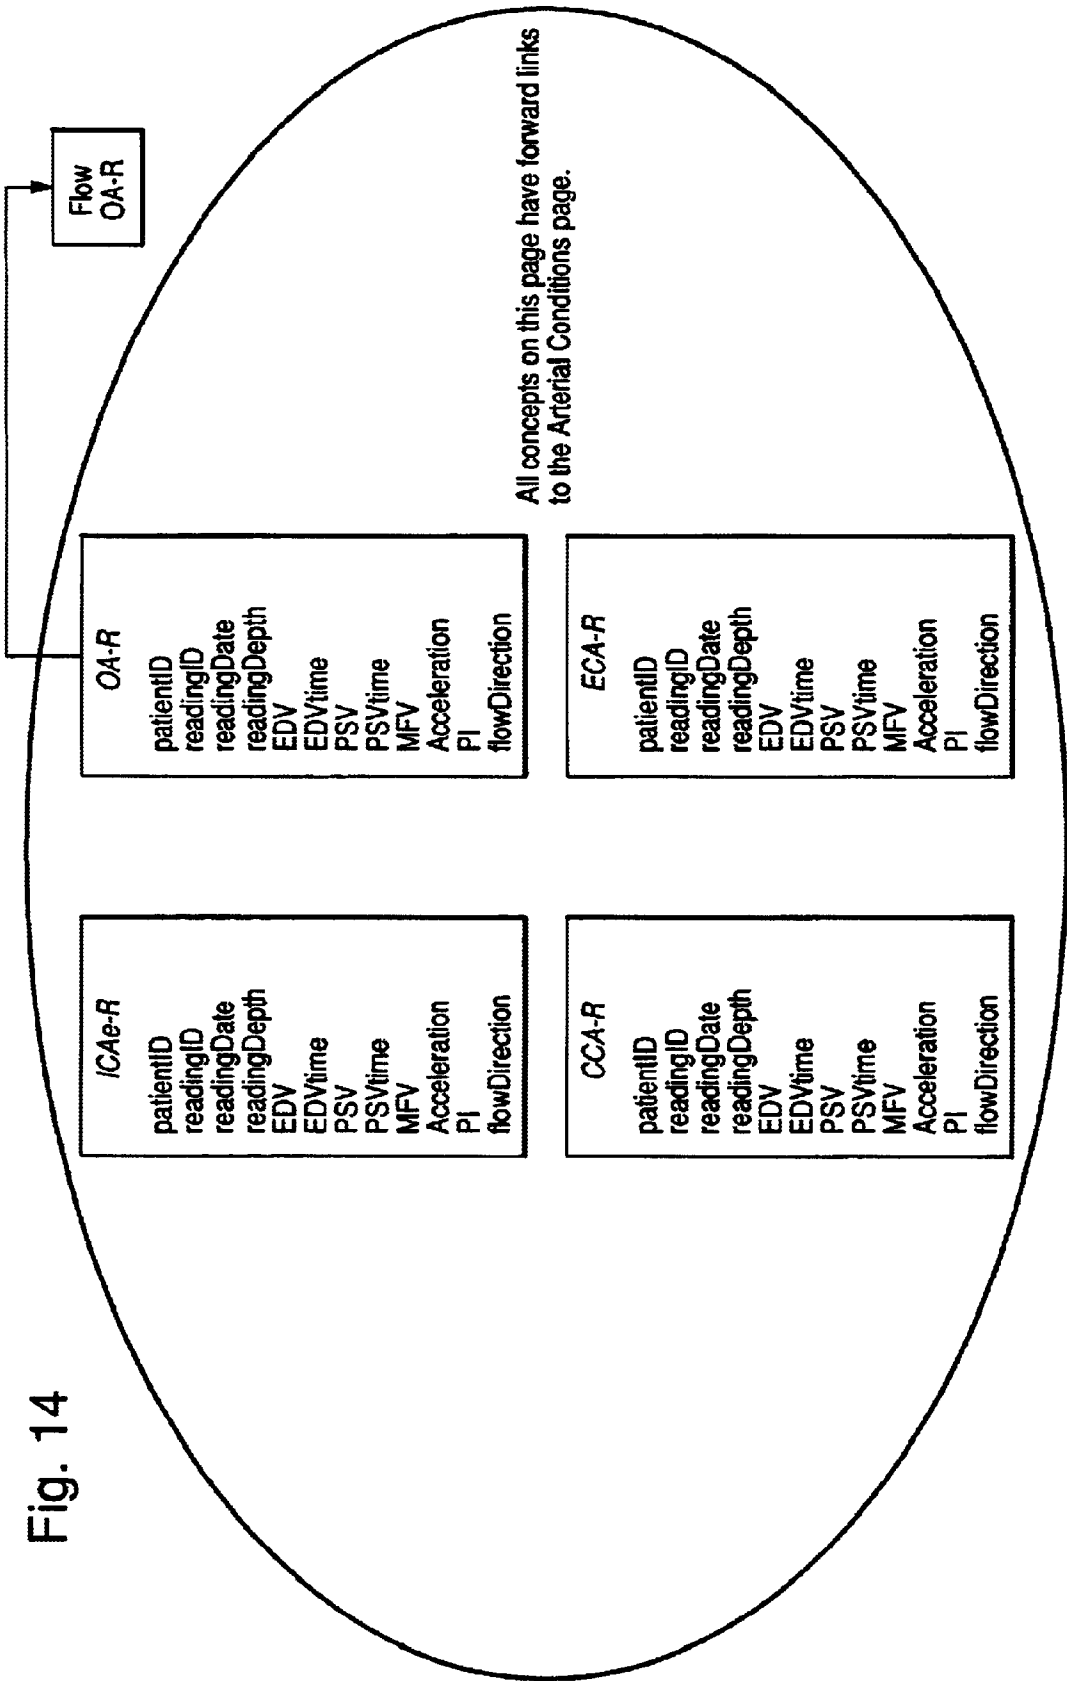 Fig. 14
Flow
OA-R
ICAe-R
patientID
readingID
readingDate
readingDepth
EDV
EDVtime
PSV
PSVtime
MFV
Acceleration
PI
flowDirection
OA-R
patientID
readingID
readingDate
readingDepth
EDV
EDVtime
PSV
PSVtime
MFV
Acceleration
PI
flowDirection
CCA-R
patientID
readingID
readingDate
readingDepth
EDV
EDVtime
PSV
PSVtime
MFV
Acceleration
PI
flowDirection
ECA-R
patientID
readingID
readingDate
readingDepth
EDV
EDVtime
PSV
PSVtime
MFV
Acceleration
PI
flowDirection
All concepts on this page have forward links
to the Arterial Conditions page.